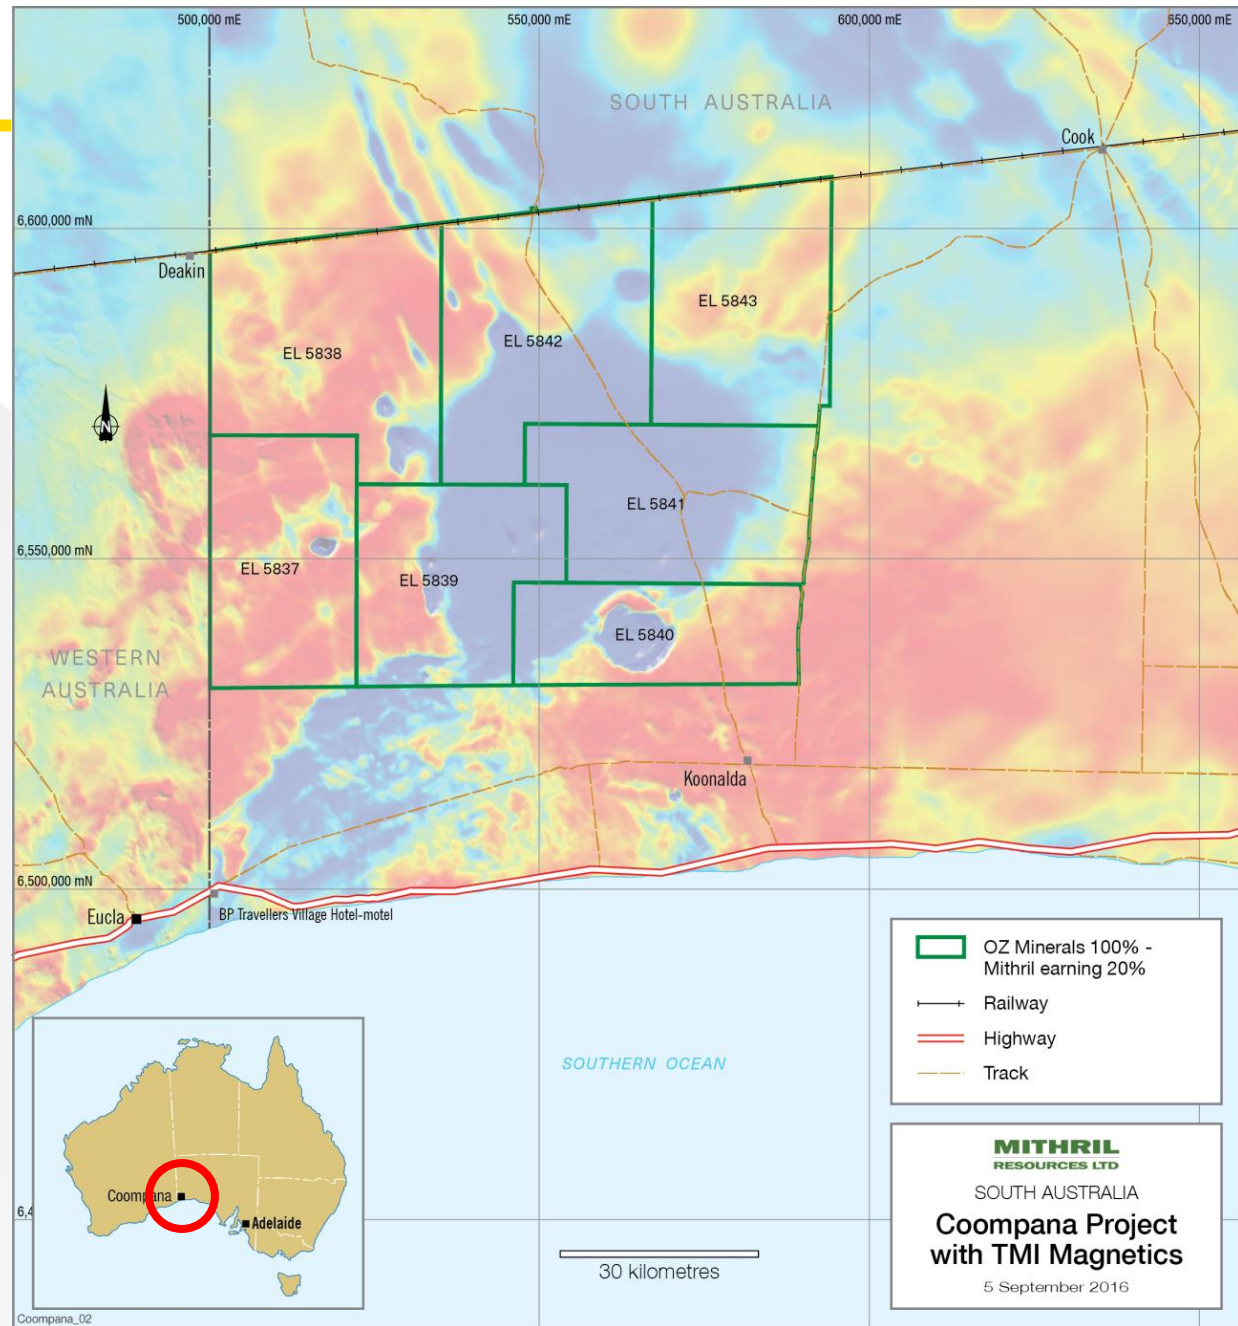 500,000 mE
550,000 mE
600,000 mE
650,000 mE
SOUTH AUSTRALIA
Cook
6,600,000 mN
Deakin
EL 5843
EL 5842
EL 5838
N
EL 5841
6,550,000 mN
EL 5837
EL 5839
EL 5840
WESTERN
AUSTRALIA
Koonalda
6,500,000 mN
Eucla
BP Travellers Village Hotel-motel
OZ Minerals 100% -
Mithril earning 20%
Railway
Highway
Track
SOUTHERN OCEAN
Coompana
Adelaide
6,4
30 kilometres
MITHRIL
RESOURCES LTD
SOUTH AUSTRALIA
Coompana Project
with TMI Magnetics
5 September 2016
Coompana_02